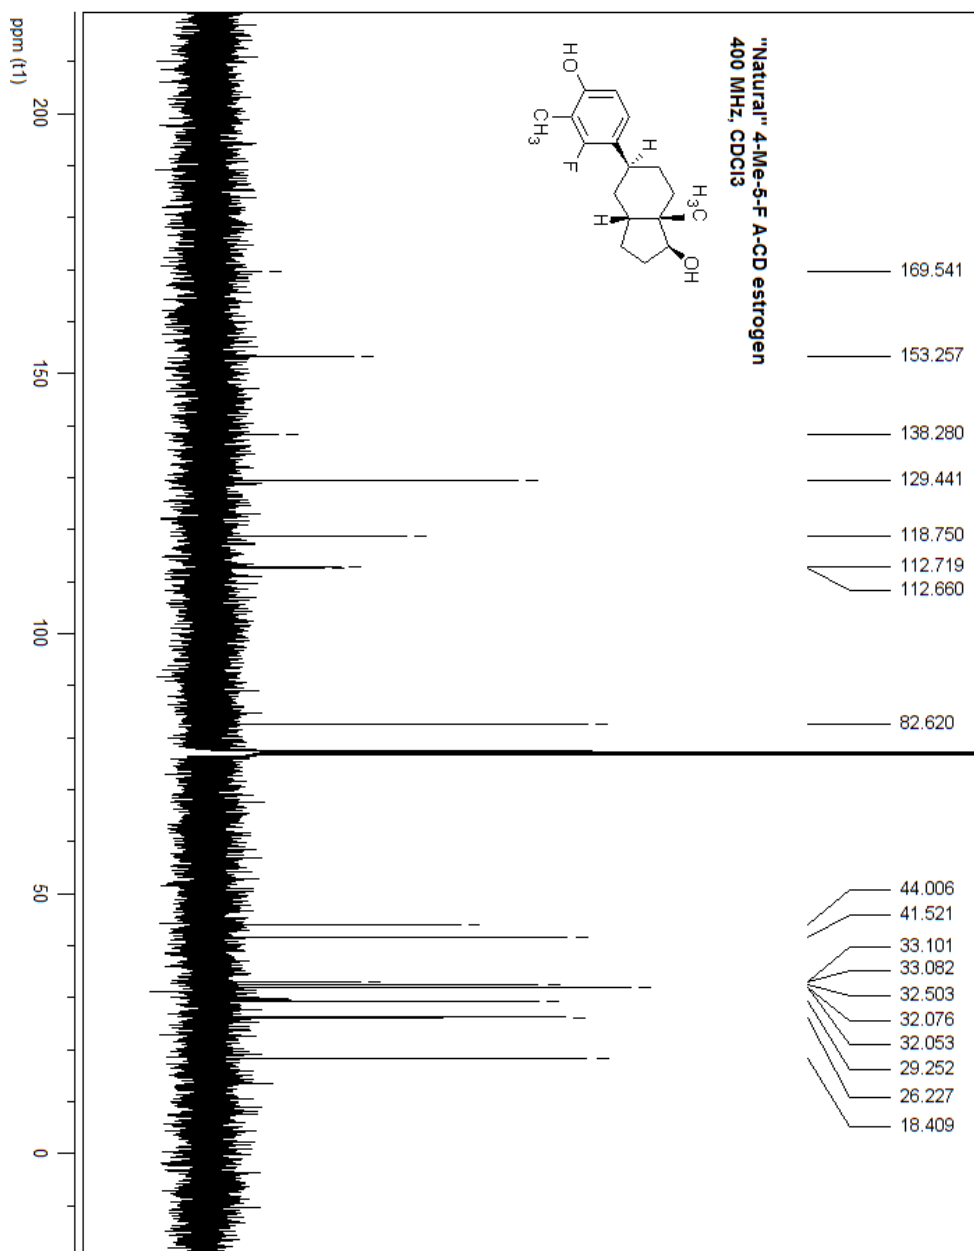 "Natural" 4-Me-5-F A-CD estrogen
400 MHz, CDCl3
H3C
OH
H
H
F
CH3
HO
169.541
153.257
138.280
129.441
118.750
112.719
112.660
82.620
44.006
41.521
33.101
33.082
32.503
32.076
32.053
29.252
26.227
18.409
200
150
100
50
0
ppm (t1)